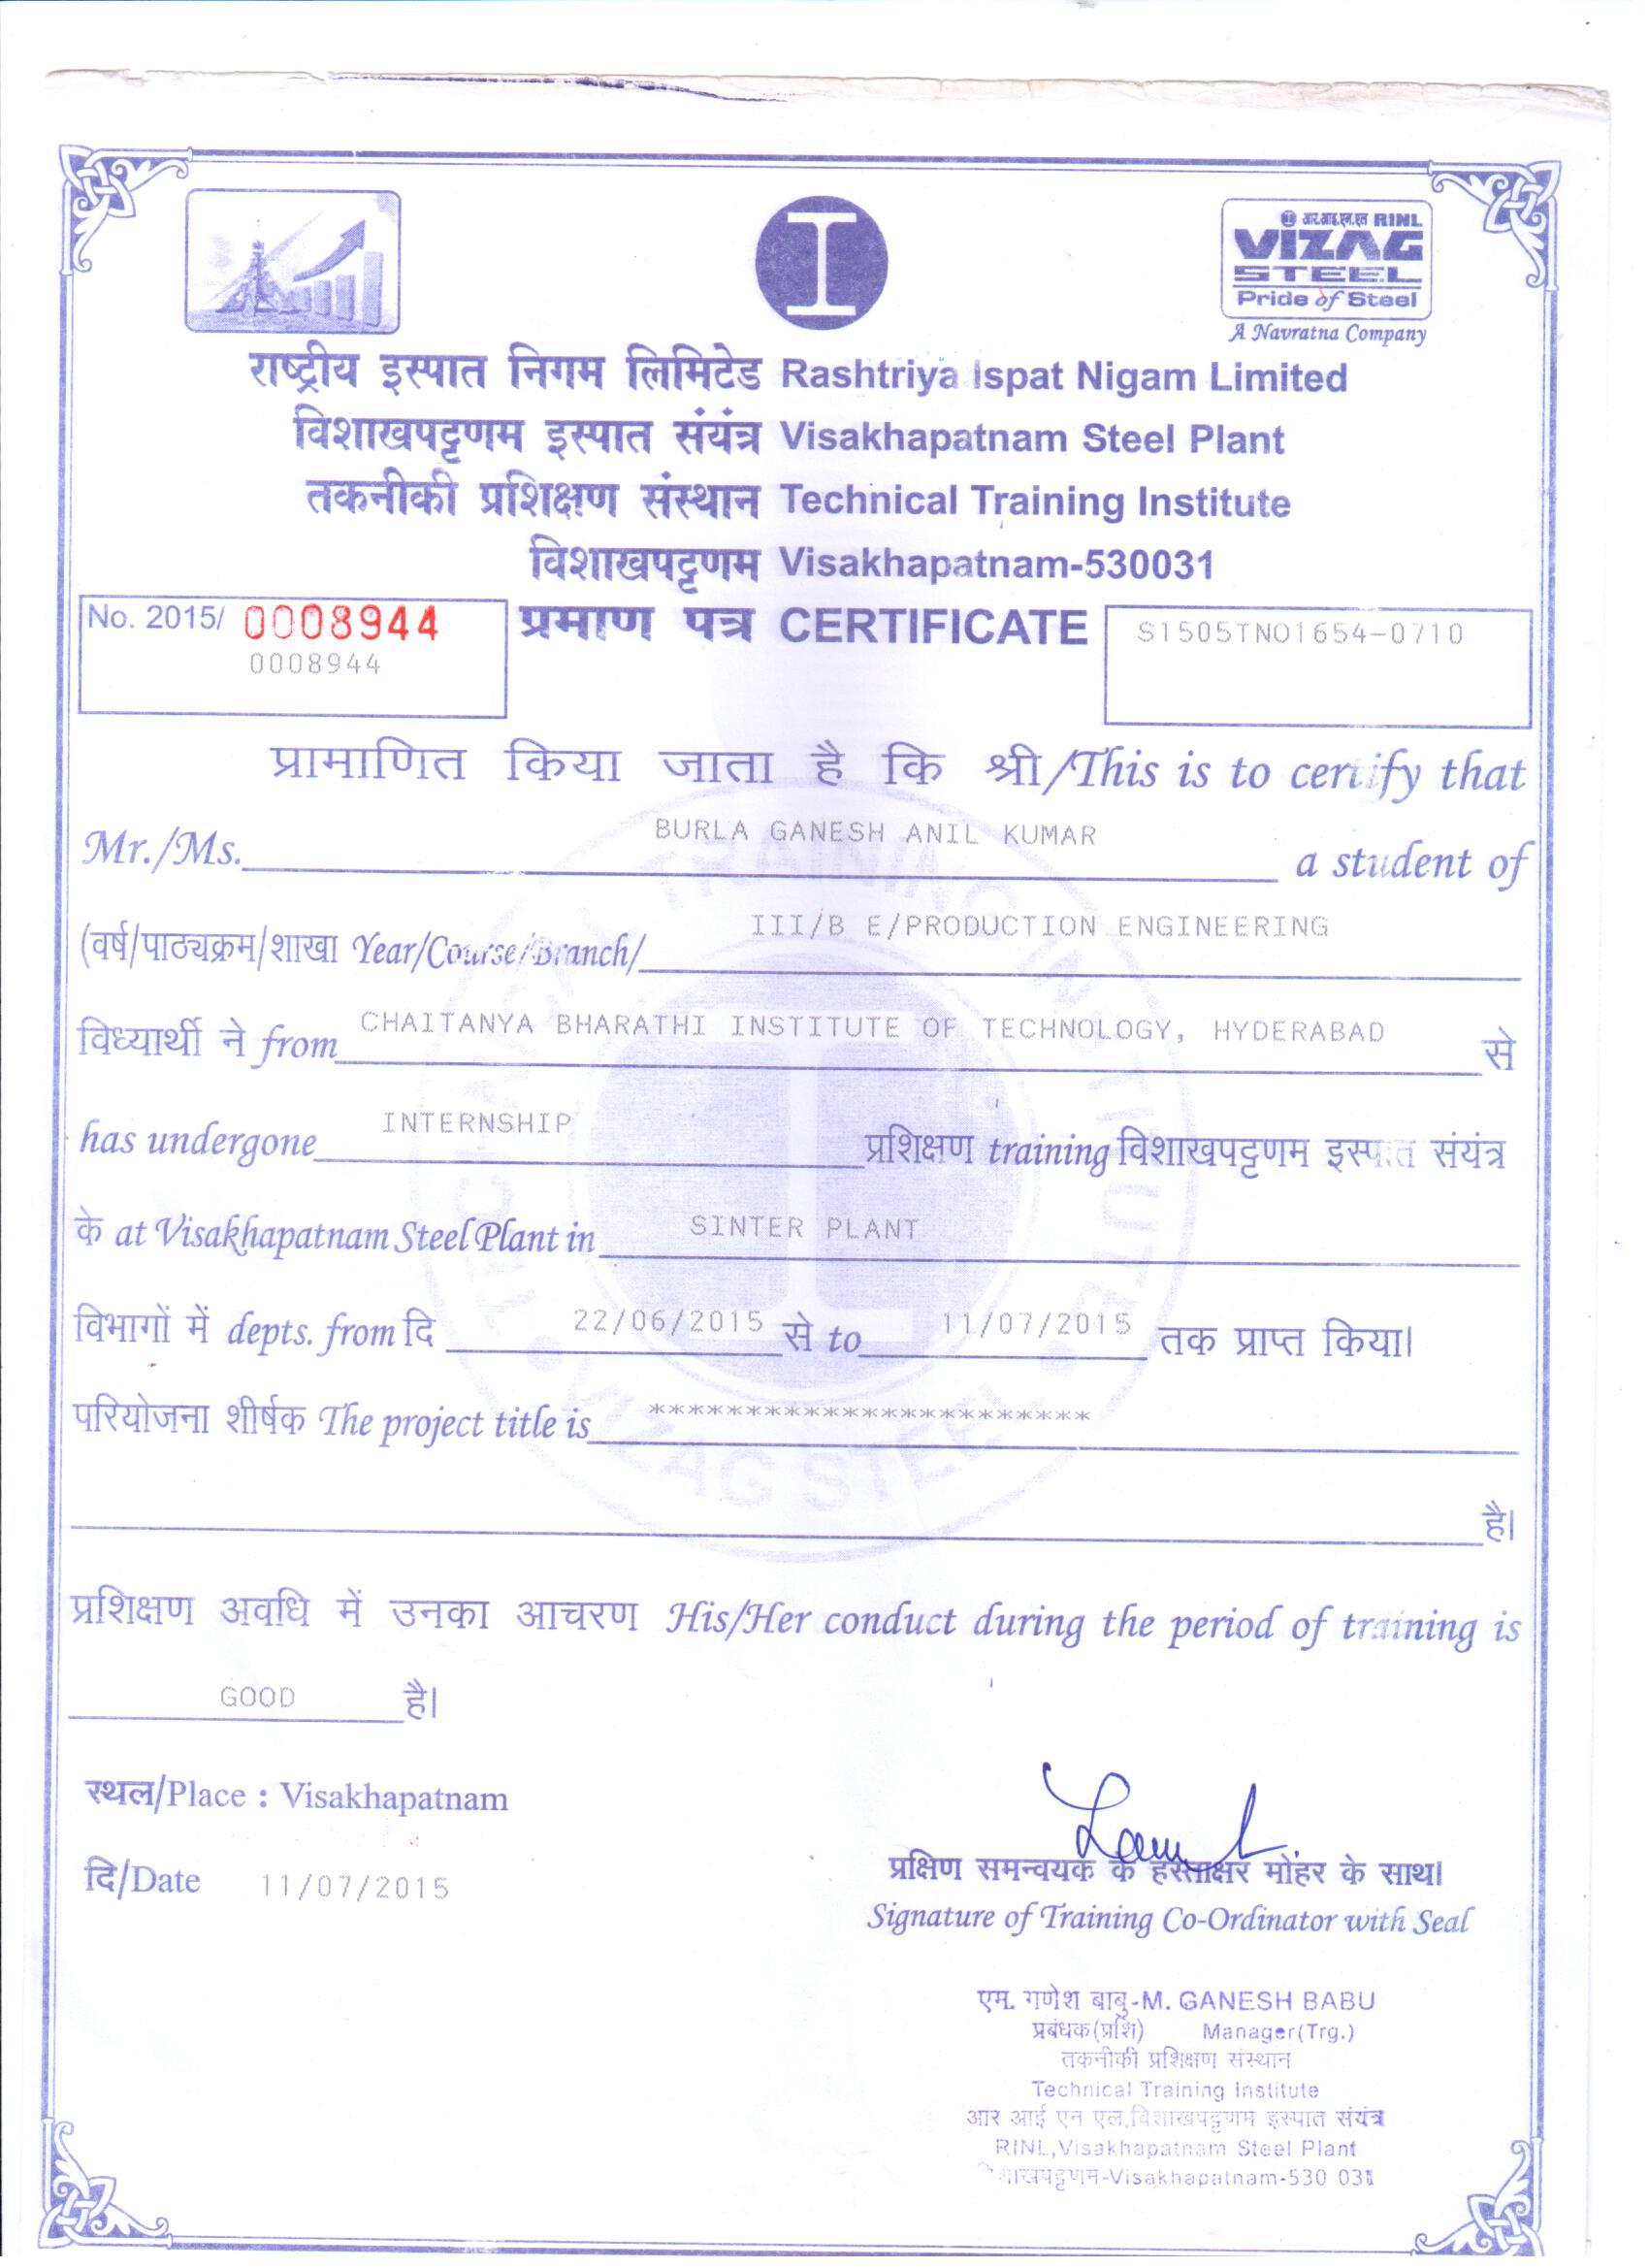 आर.आई.एन.एल RINL
VIZAG
STEEL
Pride of Steel
A Navratna Company
राष्ट्रीय इस्पात निगम लिमिटेड Rashtriya Ispat Nigam Limited
विशाखपट्टणम इस्पात संयंत्र Visakhapatnam Steel Plant
तकनीकी प्रशिक्षण संस्थान Technical Training Institute
विशाखपट्टणम Visakhapatnam-530031
No. 2015/ 0008944
0008944
प्रमाण पत्र CERTIFICATE
S1505TN01654-0710
प्रामाणित किया जाता है कि श्री/This is to certify that
Mr./Ms. BURLA GANESH ANIL KUMAR a student of
(वर्ष/पाठ्यक्रम/शाखा Year/Course/Branch/ III/B E/PRODUCTION ENGINEERING
विध्यार्थी ने from CHAITANYA BHARATHI INSTITUTE OF TECHNOLOGY, HYDERABAD से
has undergone INTERNSHIP प्रशिक्षण training विशाखपट्टणम इस्पात संयंत्र
के at Visakhapatnam Steel Plant in SINTER PLANT
विभागों में depts. from दि 22/06/2015 से to 11/07/2015 तक प्राप्त किया।
परियोजना शीर्षक The project title is ***********************
है।
प्रशिक्षण अवधि में उनका आचरण His/Her conduct during the period of training is
GOOD है।
स्थल/Place : Visakhapatnam
दि/Date 11/07/2015
प्रक्षिण समन्वयक के हस्ताक्षर मोंहर के साथ।
Signature of Training Co-Ordinator with Seal
एम. गणेश बाबु-M. GANESH BABU
प्रबंधक(प्रशि) Manager(Trg.)
तकनीकी प्रशिक्षण संस्थान
Technical Training Institute
आर आई एन एल,विशाखपट्टणम इस्पात संयंत्र
RINL,Visakhapatnam Steel Plant
विशाखपट्टणम-Visakhapatnam-530 031
TECHNICAL TRAINING INSTITUTE
VIZAG STEEL